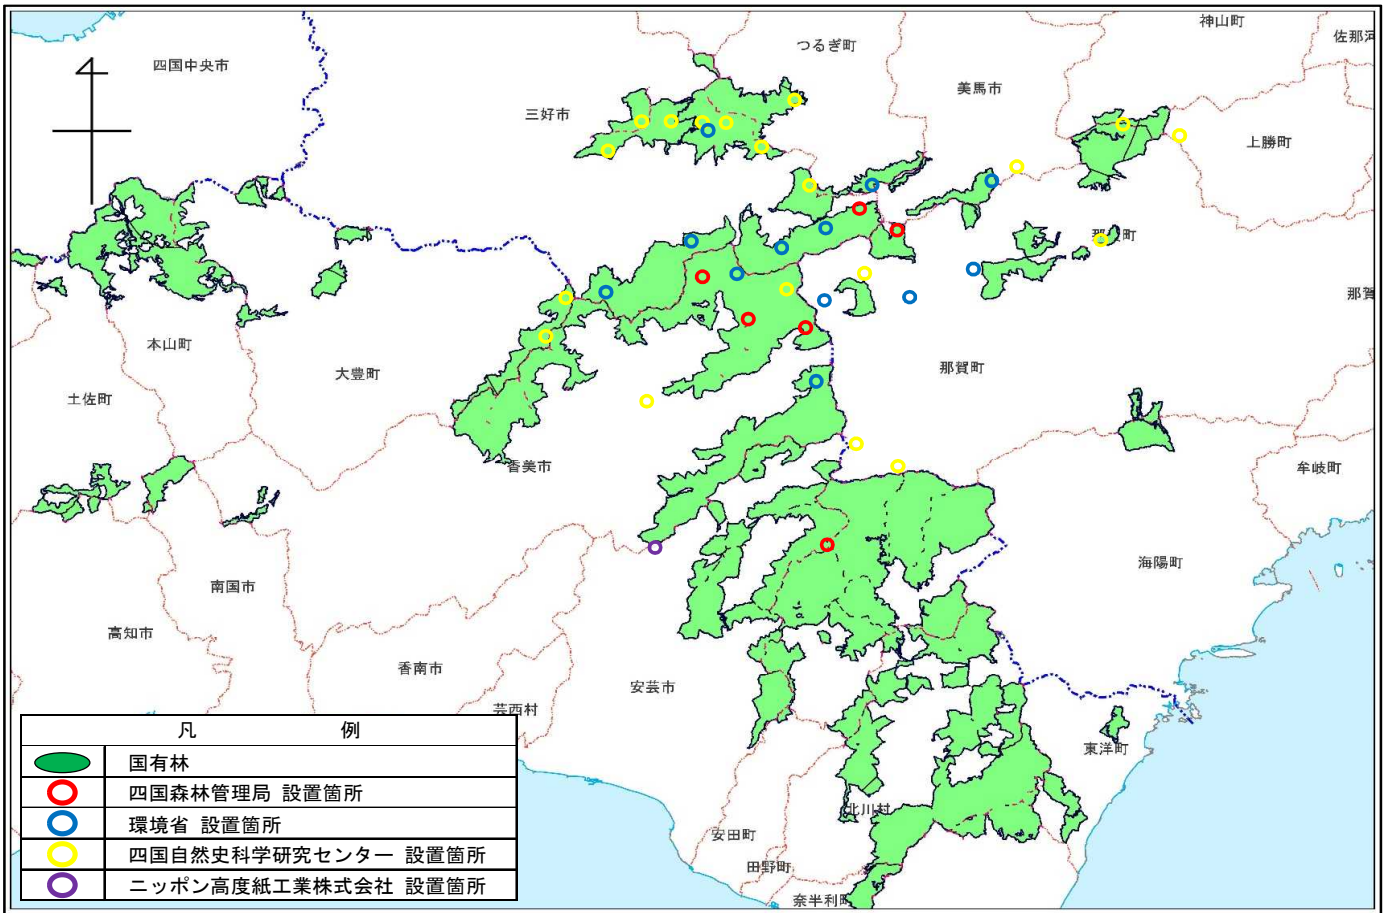 神山町
つるぎ町
佐那河
四国中央市
美馬市
三好市
上勝町
那賀町
那賀
本山町
大豊町
那賀町
土佐町
香美市
牟岐町
海陽町
南国市
高知市
香南市
安芸市
芸西村
東洋町
北川村
安田町
田野町
奈半利町
凡 例
国有林
四国森林管理局 設置箇所
環境省 設置箇所
四国自然史科学研究センター 設置箇所
ニッポン高度紙工業株式会社 設置箇所